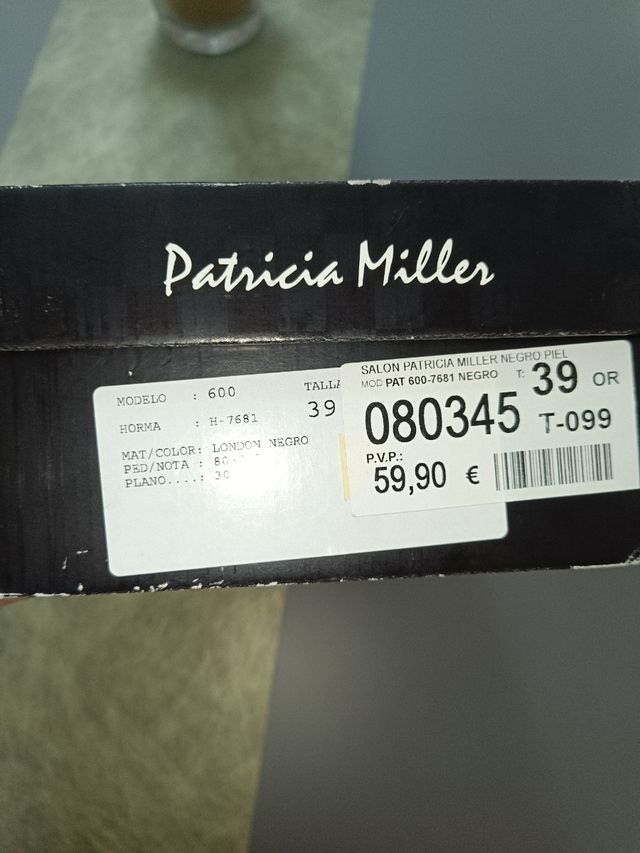 Patricia Miller
MODELO : 600 TALLA
39
HORMA : H-7681
MAT/COLOR: LONDON NEGRO
PED/NOTA :
PLANO....: 30
SALON PATRICIA MILLER NEGRO PIEL
MOD PAT 600-7681 NEGRO T: 39 OR
080345 T-099
P.V.P.:
59,90 €